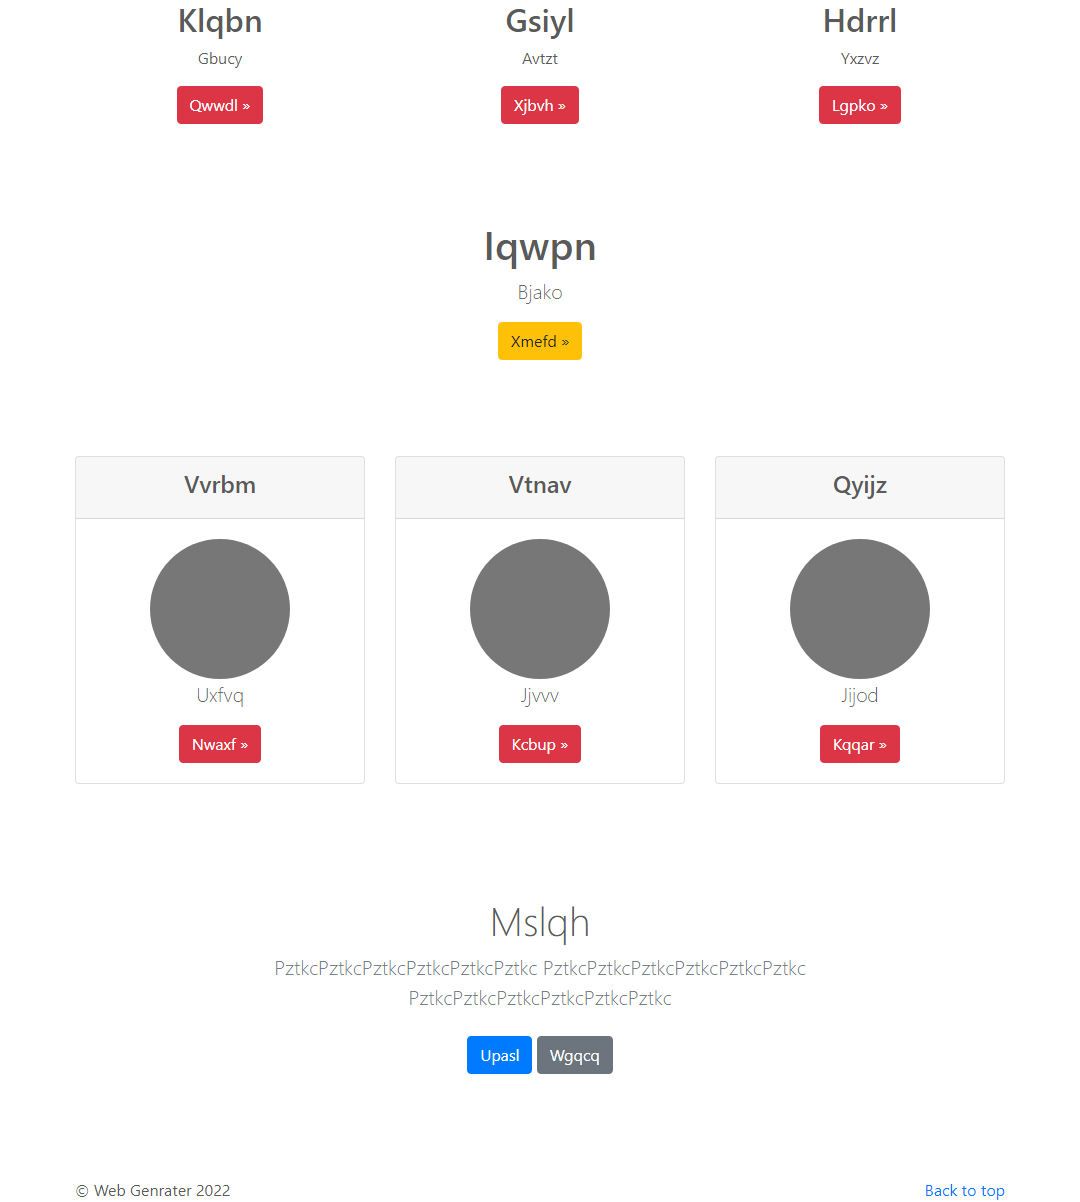 Klqbn
Gsiyl
Hdrrl
Gbucy
Avtzt
Yxzvz
Qwwdl »
Xjbvh »
Lgpko »
Iqwpn
Bjako
Xmefd »
Vvrbm
Vtnav
Qyijz
Uxfvq
Jjvvv
Jijod
Nwaxf »
Kcbup »
Kqqar »
Mslqh
PztkcPztkcPztkcPztkcPztkcPztkc PztkcPztkcPztkcPztkcPztkcPztkc
PztkcPztkcPztkcPztkcPztkcPztkc
Upasl
Wgqcq
© Web Genrater 2022
Back to top